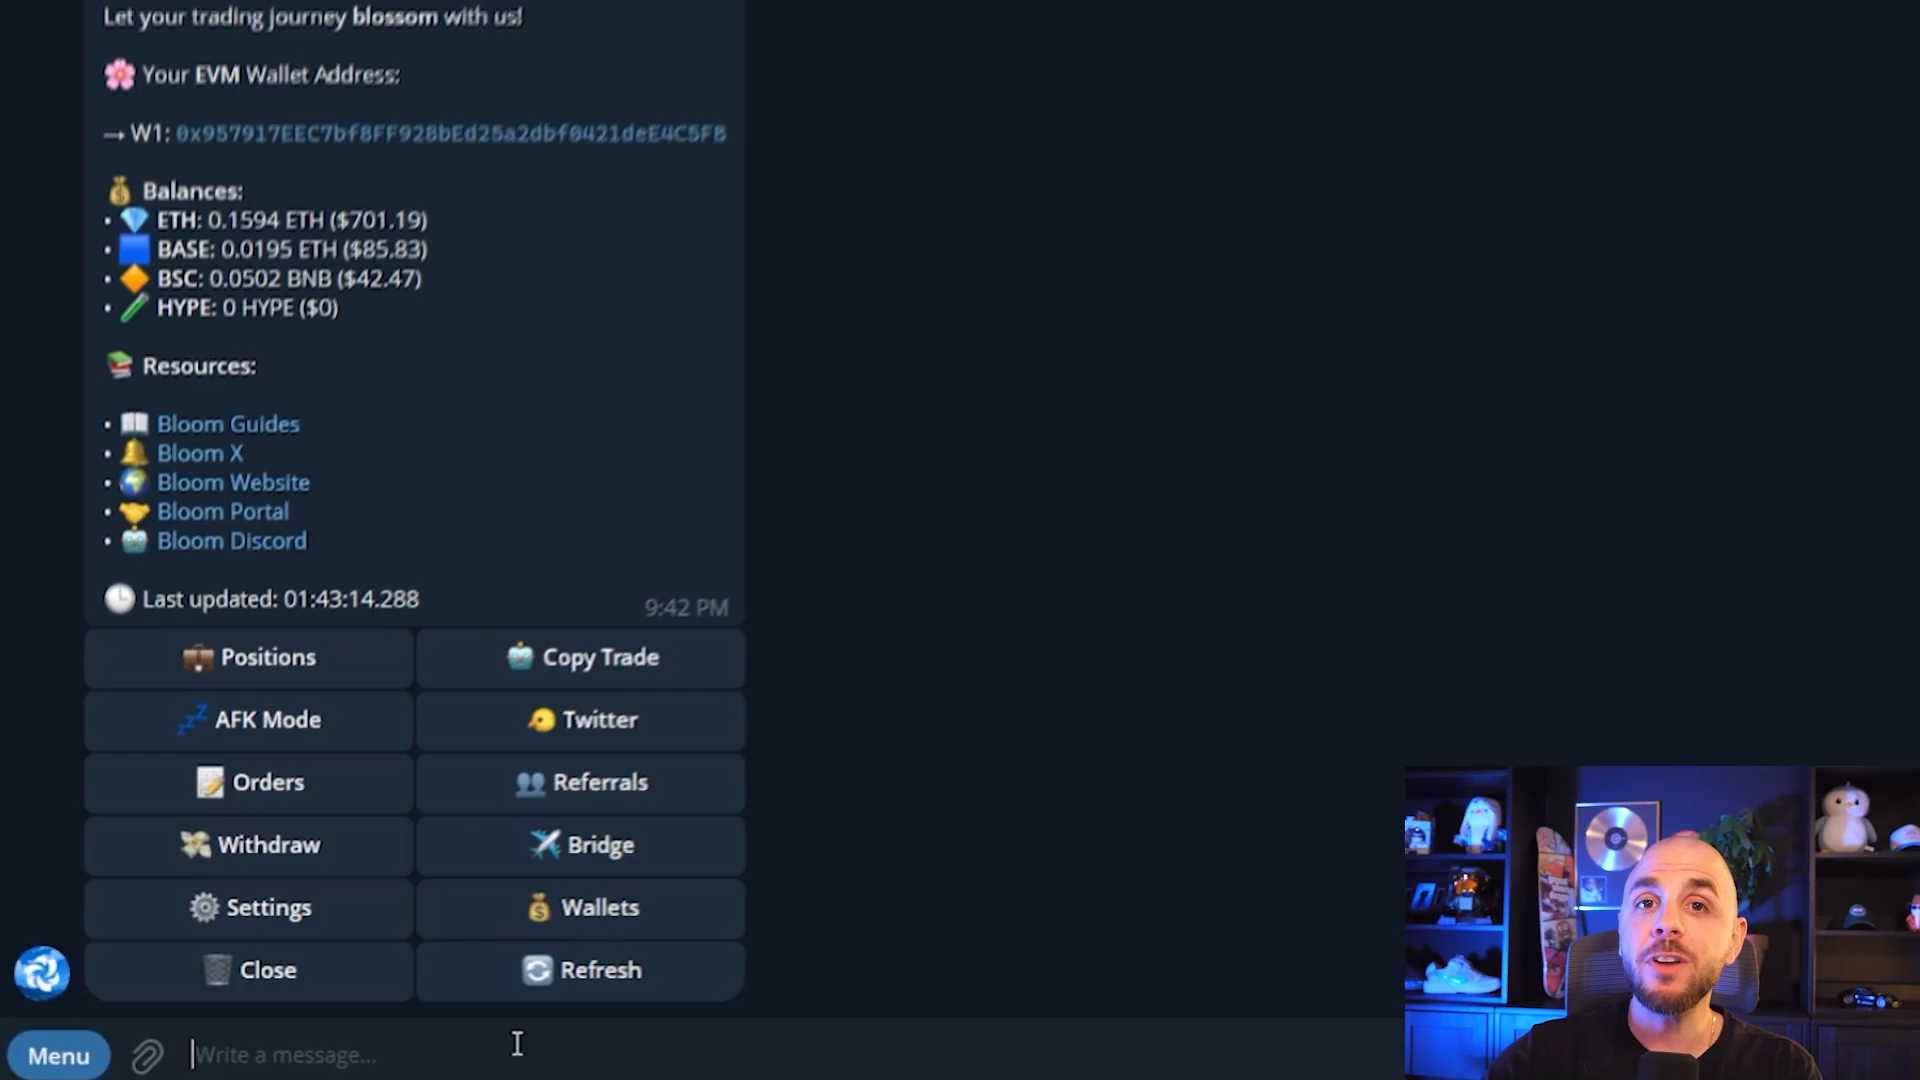 Let your trading journey blossom with us!
Your EVM Wallet Address:
→ W1: 0x957917EEC7bf8FF928bEd25a2dbf0421deE4C5FB
Balances:
• ETH: 0.1594 ETH ($701.19)
• BASE: 0.0195 ETH ($85.83)
• BSC: 0.0502 BNB ($42.47)
• HYPE: 0 HYPE ($0)
Resources:
• Bloom Guides
• Bloom X
• Bloom Website
• Bloom Portal
• Bloom Discord
Last updated: 01:43:14.288
9:42 PM
Positions
Copy Trade
AFK Mode
Twitter
Orders
Referrals
Withdraw
Bridge
Settings
Wallets
Close
Refresh
Menu
Write a message...